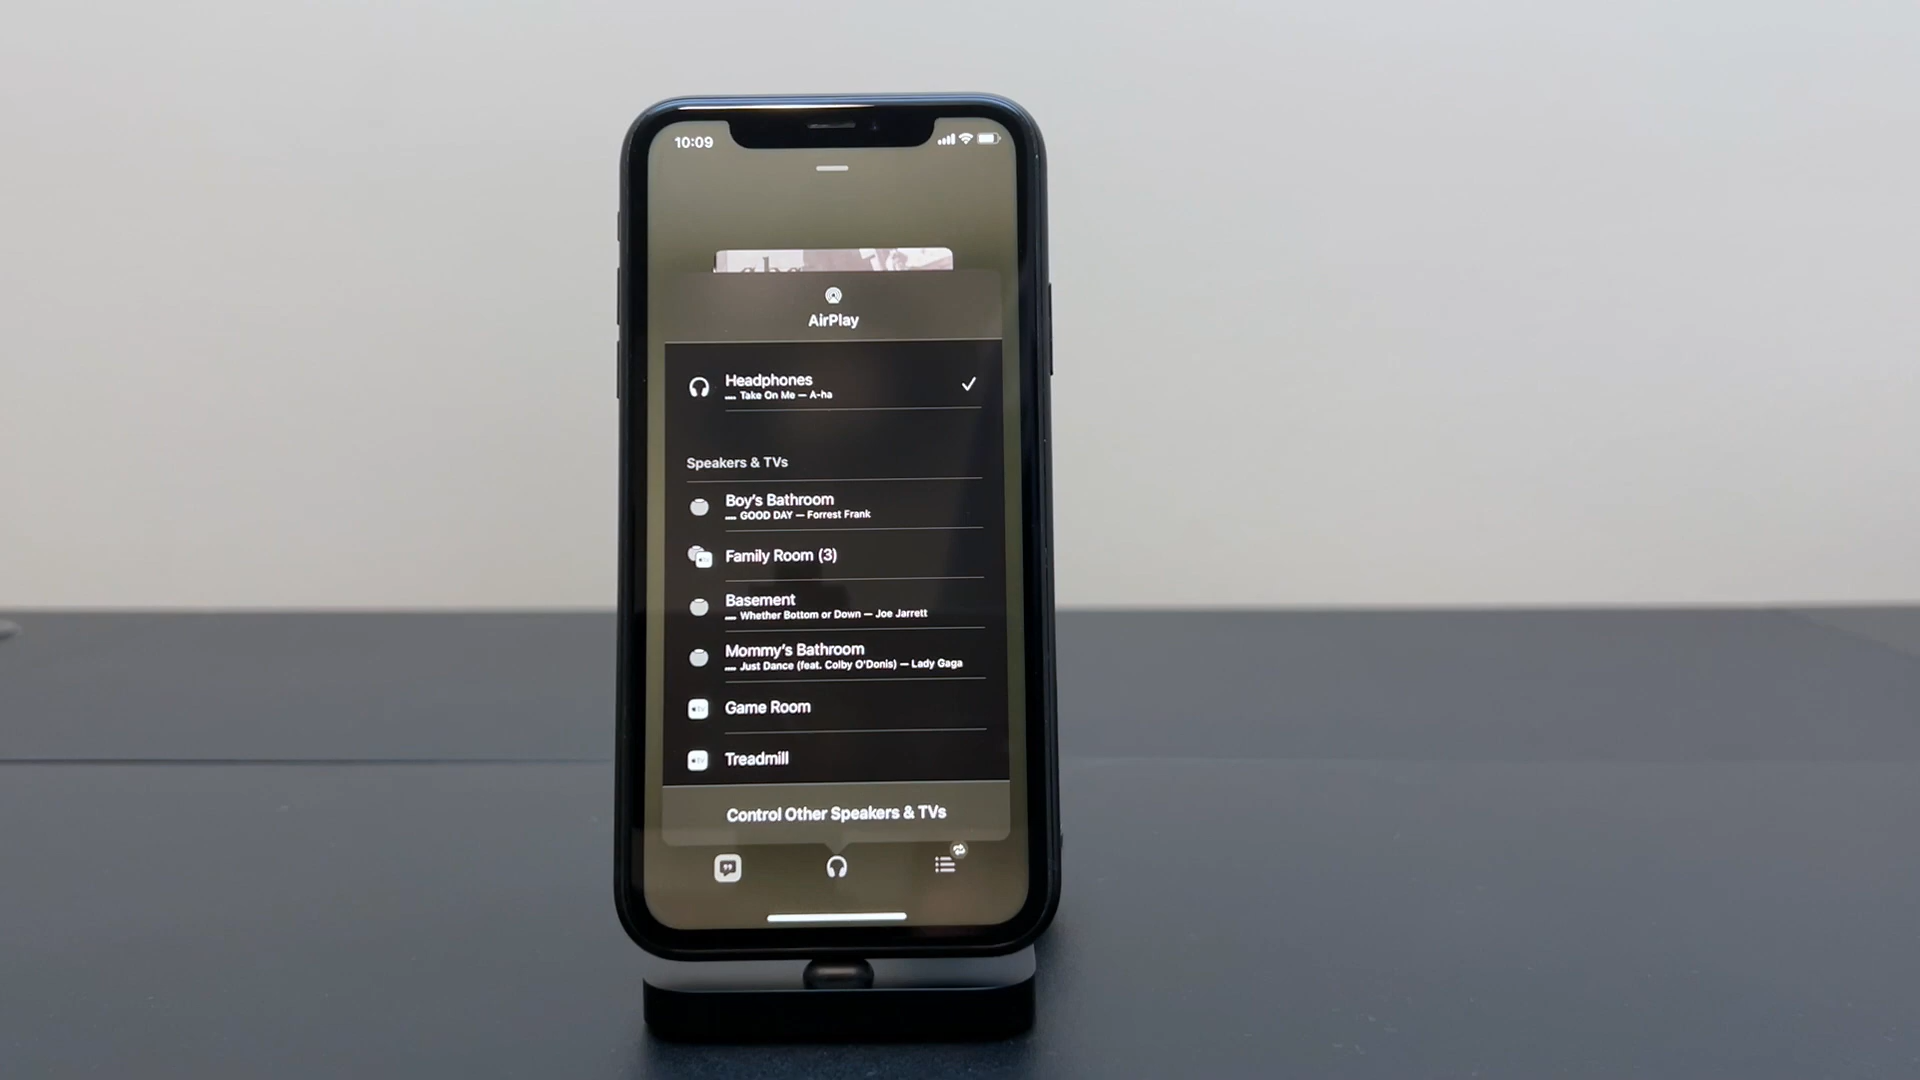 10:09
AirPlay
Headphones
Take On Me — A-ha
Speakers & TVs
Boy's Bathroom
GOOD DAY — Forrest Frank
Family Room (3)
Basement
Whether Bottom or Down — Joe Jarrett
Mommy's Bathroom
Just Dance (feat. Colby O'Donis) — Lady Gaga
Game Room
Treadmill
Control Other Speakers & TVs